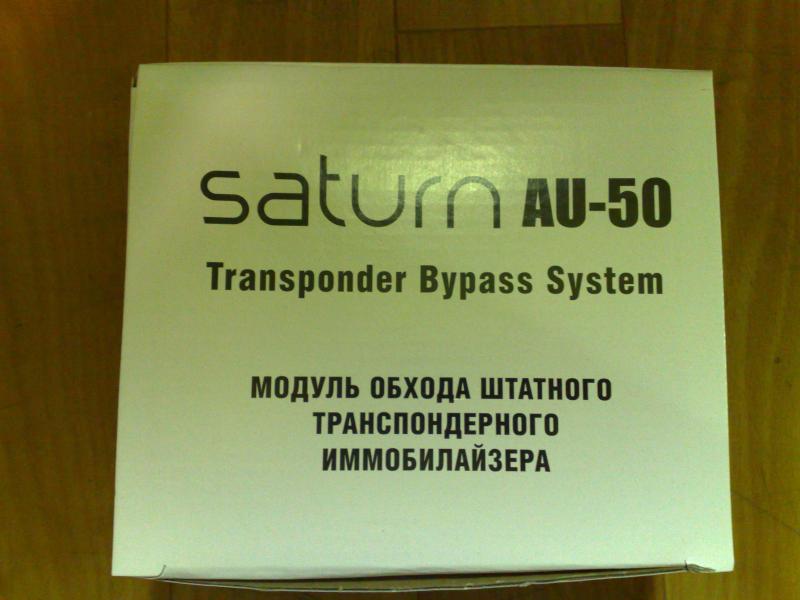 saturn AU-50
Transponder Bypass System
МОДУЛЬ ОБХОДА ШТАТНОГО
ТРАНСПОНДЕРНОГО
ИММОБИЛАЙЗЕРА